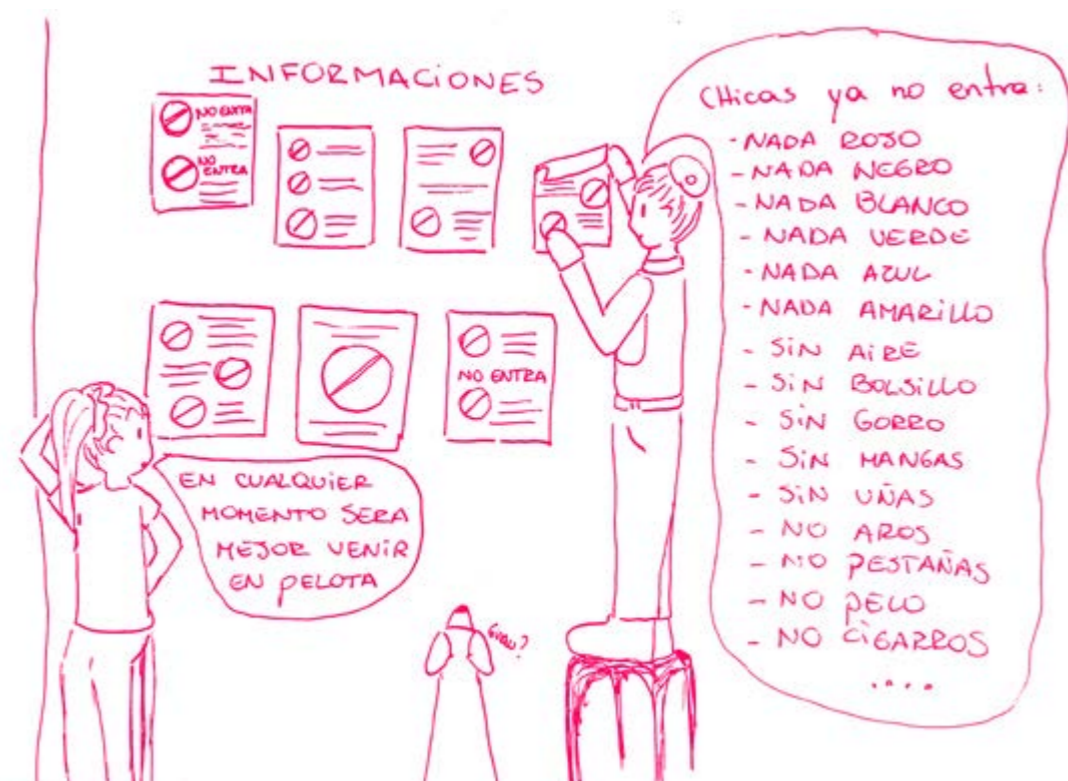 INFORMACIONES
NO ENTRA
NO
ENTRA
NO ENTRA
CHicas ya no entra:
- NADA ROJO
- NADA NEGRO
- NADA BLANCO
- NADA VERDE
- NADA AZUL
- NADA AMARILLO
- SIN AIRE
- SIN BOLSILLO
- SIN GORRO
- SIN MANGAS
- SIN UÑAS
- NO AROS
- NO PESTAÑAS
- NO PELO
- NO CIGARROS
....
EN CUALQUIER
MOMENTO SERA
MEJOR VENIR
EN PELOTA